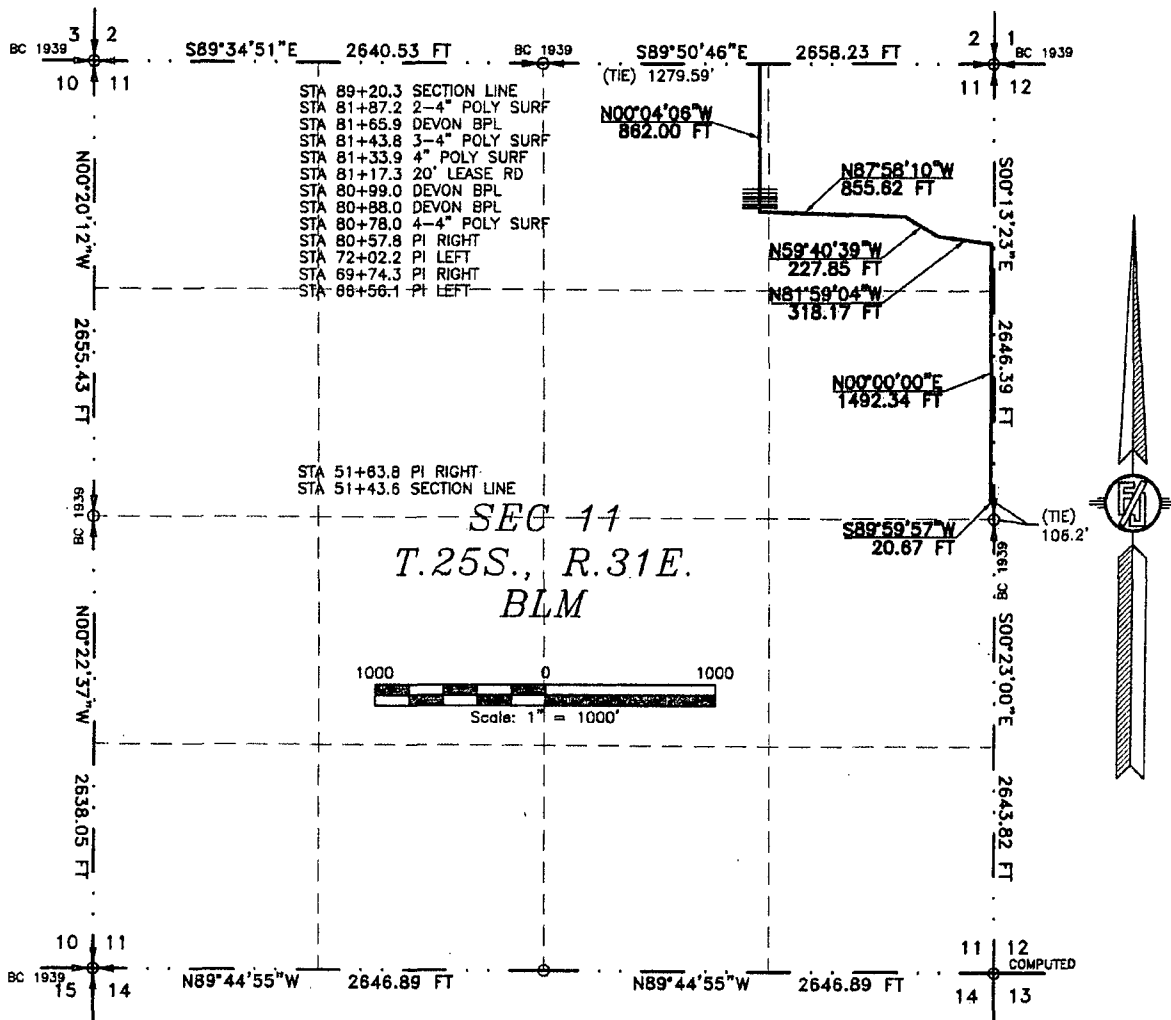 3 2
BC 1939
10 11
S89°34'51"E 2640.53 FT
BC 1939
S89°50'46"E 2658.23 FT
2 1
BC 1939
11 12
(TIE) 1279.59'
STA 89+20.3 SECTION LINE
STA 81+87.2 2-4" POLY SURF
STA 81+65.9 DEVON BPL
STA 81+43.8 3-4" POLY SURF
STA 81+33.9 4" POLY SURF
STA 81+17.3 20' LEASE RD
STA 80+99.0 DEVON BPL
STA 80+88.0 DEVON BPL
STA 80+78.0 4-4" POLY SURF
STA 80+57.8 PI RIGHT
STA 72+02.2 PI LEFT
STA 69+74.3 PI RIGHT
STA 66+56.1 PI LEFT
N00°04'06"W
862.00 FT
N87°58'10"W
855.62 FT
N59°40'39"W
227.85 FT
N81°59'04"W
318.17 FT
N00°00'00"E
1492.34 FT
S89°59'57"W
20.67 FT
(TIE)
106.2'
N00°20'12"W
2655.43 FT
S00°13'23"E
2646.39 FT
BC 1939
BC 1939
STA 51+63.8 PI RIGHT
STA 51+43.6 SECTION LINE
SEC 11
T.25S., R.31E.
BLM
1000 0 1000
Scale: 1" = 1000'
N00°22'37"W
2638.05 FT
S00°23'00"E
2643.82 FT
10 11
BC 1939
15 14
N89°44'55"W 2646.89 FT
N89°44'55"W 2646.89 FT
11 12
COMPUTED
14 13